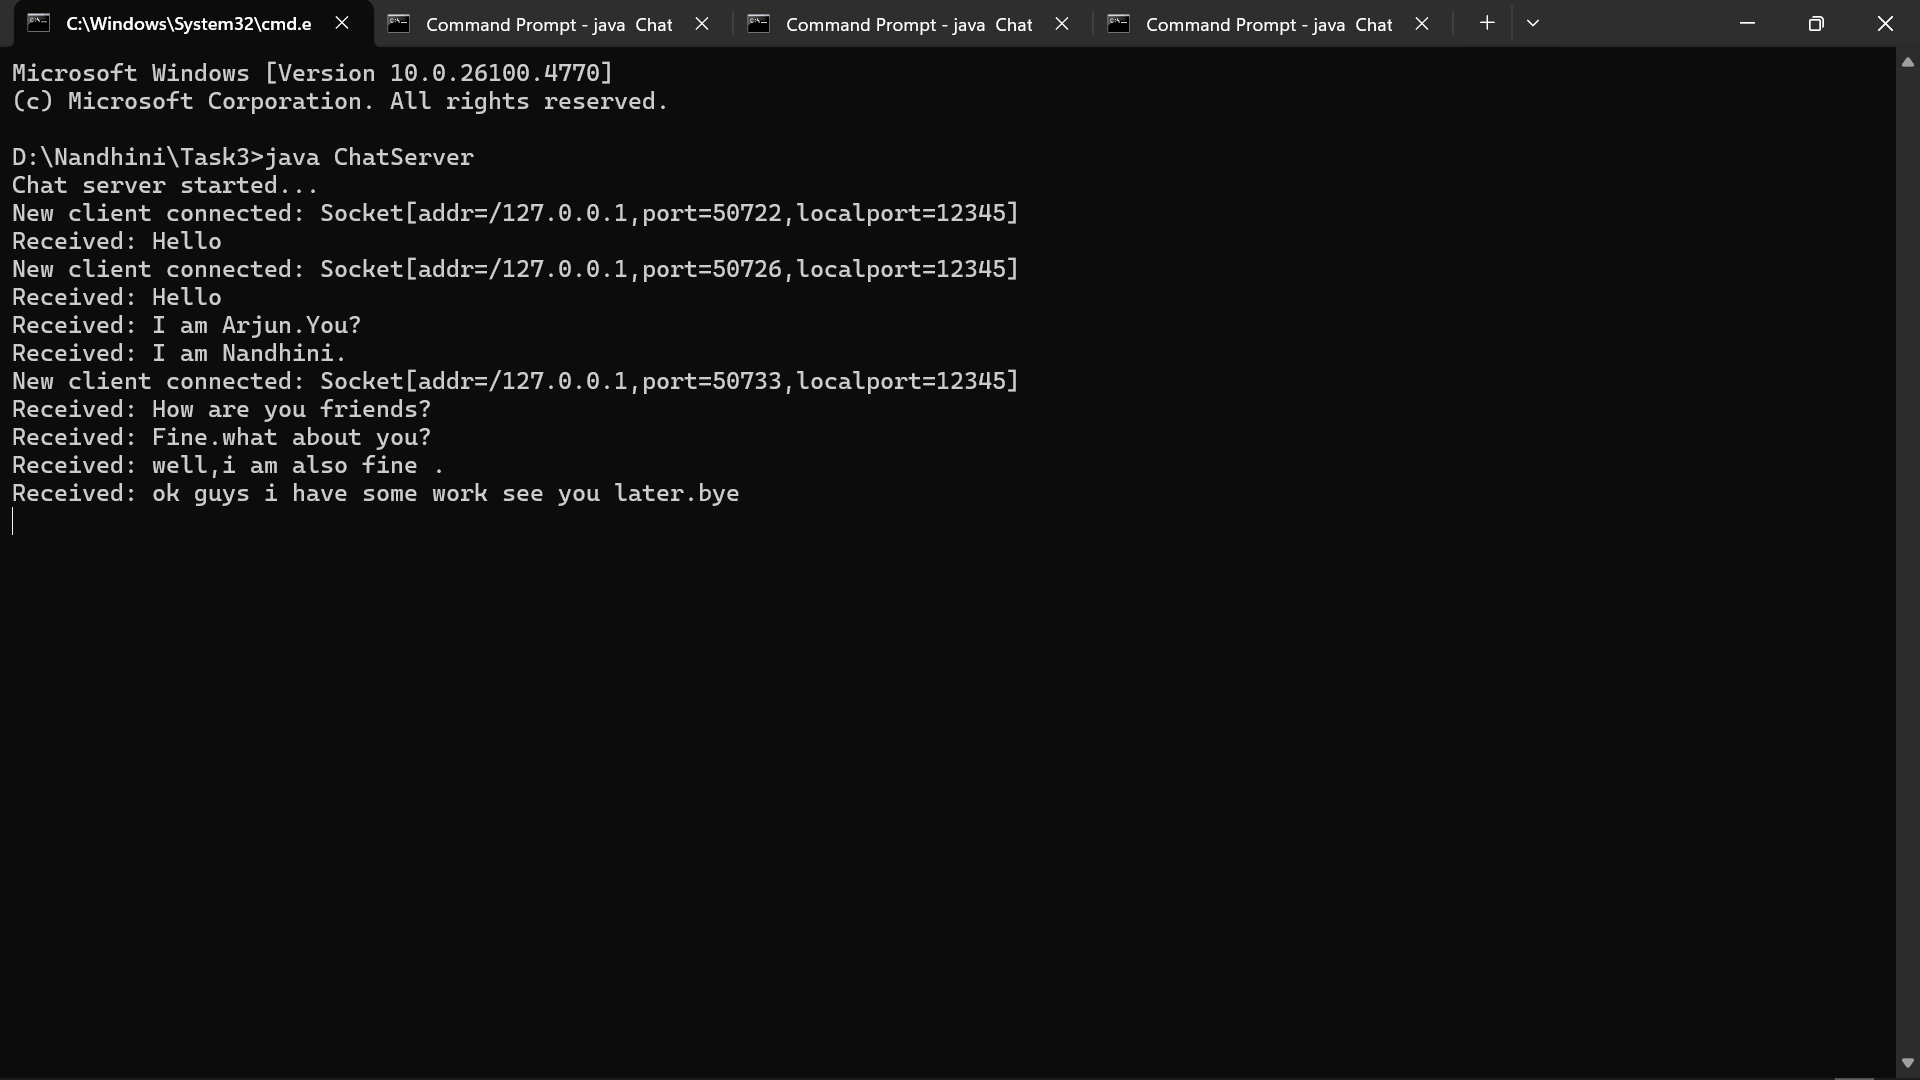 C:\Windows\System32\cmd.e
Command Prompt - java  Chat
Command Prompt - java  Chat
Command Prompt - java  Chat
Microsoft Windows [Version 10.0.26100.4770]
(c) Microsoft Corporation. All rights reserved.
D:\Nandhini\Task3>java ChatServer
Chat server started...
New client connected: Socket[addr=/127.0.0.1,port=50722,localport=12345]
Received: Hello
New client connected: Socket[addr=/127.0.0.1,port=50726,localport=12345]
Received: Hello
Received: I am Arjun.You?
Received: I am Nandhini.
New client connected: Socket[addr=/127.0.0.1,port=50733,localport=12345]
Received: How are you friends?
Received: Fine.what about you?
Received: well,i am also fine .
Received: ok guys i have some work see you later.bye